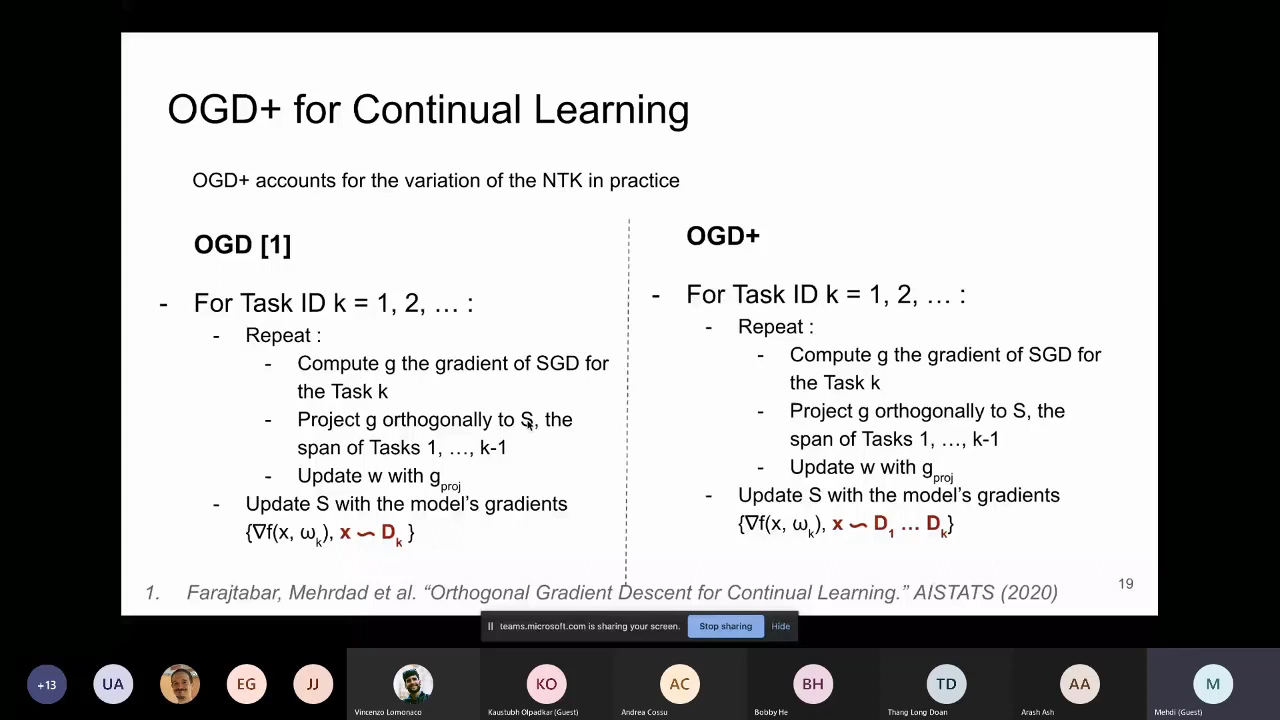 OGD+ for Continual Learning
OGD+ accounts for the variation of the NTK in practice
OGD [1]
- For Task ID k = 1, 2, … :
- Repeat :
- Compute g the gradient of SGD for
the Task k
- Project g orthogonally to S, the
span of Tasks 1, …, k-1
- Update w with gproj
- Update S with the model’s gradients
{∇f(x, ωk), x ∽ Dk }
OGD+
- For Task ID k = 1, 2, … :
- Repeat :
- Compute g the gradient of SGD for
the Task k
- Project g orthogonally to S, the
span of Tasks 1, …, k-1
- Update w with gproj
- Update S with the model’s gradients
{∇f(x, ωk), x ∽ D1 … Dk}
1. Farajtabar, Mehrdad et al. “Orthogonal Gradient Descent for Continual Learning.” AISTATS (2020)
19
teams.microsoft.com is sharing your screen. Stop sharing Hide
+13 UA EG JJ KO AC BH TD AA M
Vincenzo Lomonaco Kaustubh Olpadkar (Guest) Andrea Cossu Bobby He Thang Long Doan Arash Ash Mehdi (Guest)